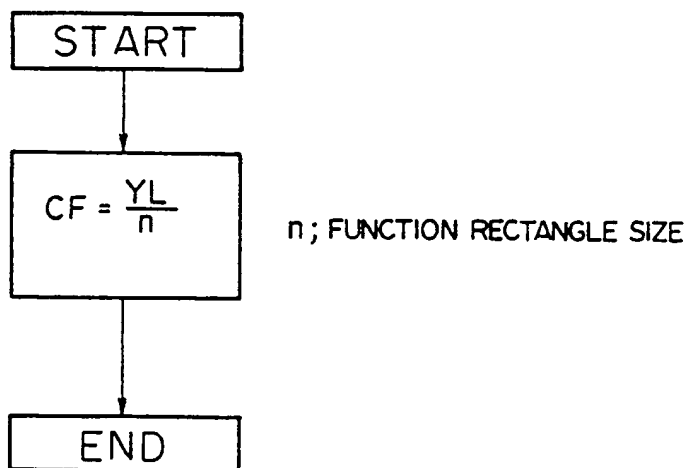 START
CF = YL/n
n; FUNCTION RECTANGLE SIZE
END